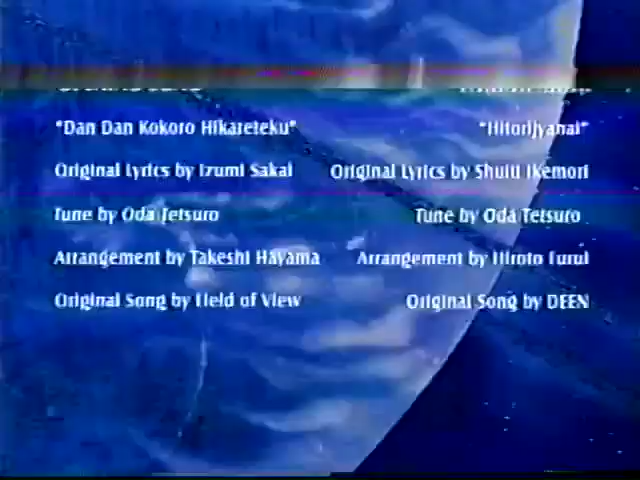 "Dan Dan Kokoro Hikareteku"
Original Lyrics by Izumi Sakai
Tune by Oda Tetsuro
Arrangement by Takeshi Hayama
Original Song by Field of View
"Hitorijyanai"
Original Lyrics by Shuiti Ikemori
Tune by Oda Tetsuro
Arrangement by Hiroto Furui
Original Song by DEEN